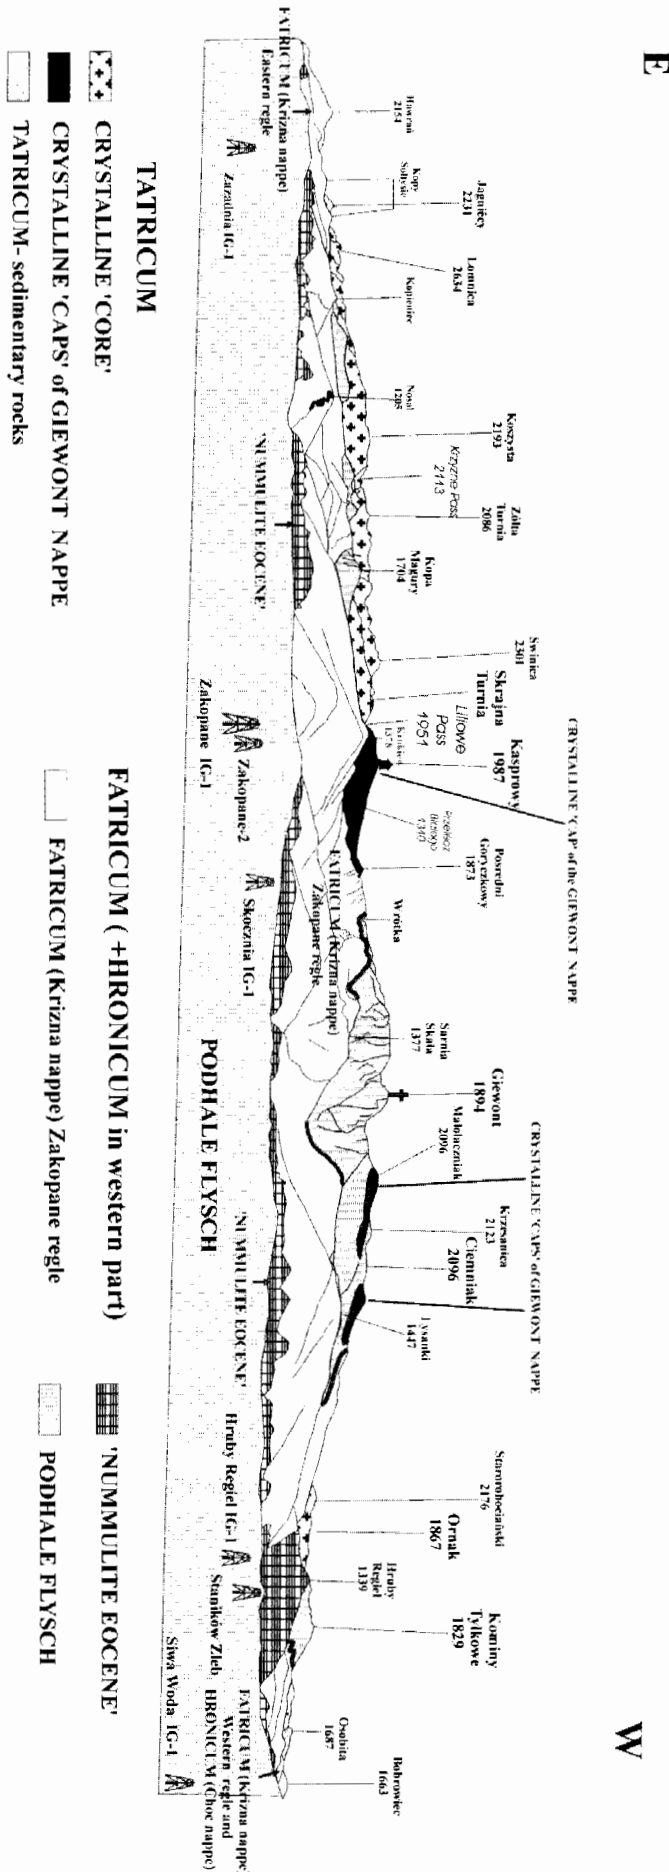 E
W
CRYSTALLINE 'CAP' of the GIEWONT NAPPE
CRYSTALLINE 'CAPS' of GIEWONT NAPPE
Hawrań
2154
Kopy
Sołtysie
Jagnięcy
2231
Łomnica
2634
Kopieniec
Nosal
1205
Koszysta
2193
Krzyżne Pass
2113
Żółta
Turnia
2086
Kopa
Magury
1704
Świnica
2301
Skrajna
Turnia
Liliowe
Pass
1951
1378
Kasprowy
1987
1340
Pośredni
Goryczkowy
1873
Wrótka
Sarnia
Skała
1377
Giewont
1894
Małołączniak
2096
Krzesanica
2123
Ciemniak
2096
Łysanki
1447
Starorobociański
2176
Ornak
1867
Hruby
Regiel
1339
Kominy
Tylkowe
1829
Osobita
1687
Bobrowiec
1663
FATRICUM (Krizna nappe)
Eastern regle
Zazadnia IG-1
'NUMMULITE EOCENE'
Zakopane IG-1
Zakopane-2
Skocznia IG-1
FATRICUM (Krizna nappe)
Zakopane regle
PODHALE FLYSCH
'NUMMULITE EOCENE'
Hruby Regiel IG-1
Staników Żleb
Siwa Woda IG-1
FATRICUM (Krizna nappe)
Western regle and
HRONICUM (Choc nappe)
TATRICUM
CRYSTALLINE 'CORE'
CRYSTALLINE 'CAPS' of GIEWONT NAPPE
TATRICUM- sedimentary rocks
FATRICUM ( +HRONICUM in western part)
FATRICUM (Krizna nappe) Zakopane regle
'NUMMULITE EOCENE'
PODHALE FLYSCH